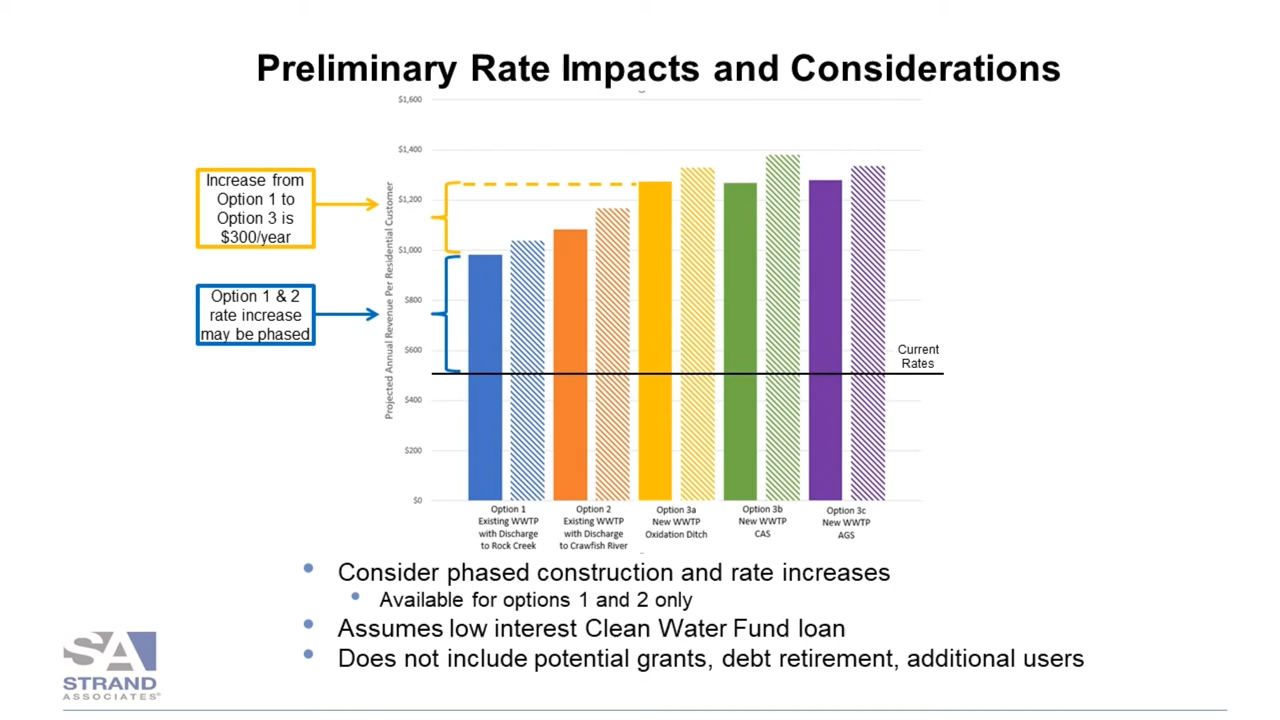 Preliminary Rate Impacts and Considerations
$1,600
$1,400
$1,200
$1,000
$800
$600
$400
$200
$0
Projected Annual Revenue Per Residential Customer
Increase from
Option 1 to
Option 3 is
$300/year
Option 1 & 2
rate increase
may be phased
Current
Rates
Option 1
Existing WWTP
with Discharge
to Rock Creek
Option 2
Existing WWTP
with Discharge
to Crawfish River
Option 3a
New WWTP
Oxidation Ditch
Option 3b
New WWTP
CAS
Option 3c
New WWTP
AGS
• Consider phased construction and rate increases
• Available for options 1 and 2 only
• Assumes low interest Clean Water Fund loan
• Does not include potential grants, debt retirement, additional users
SA
STRAND
ASSOCIATES®